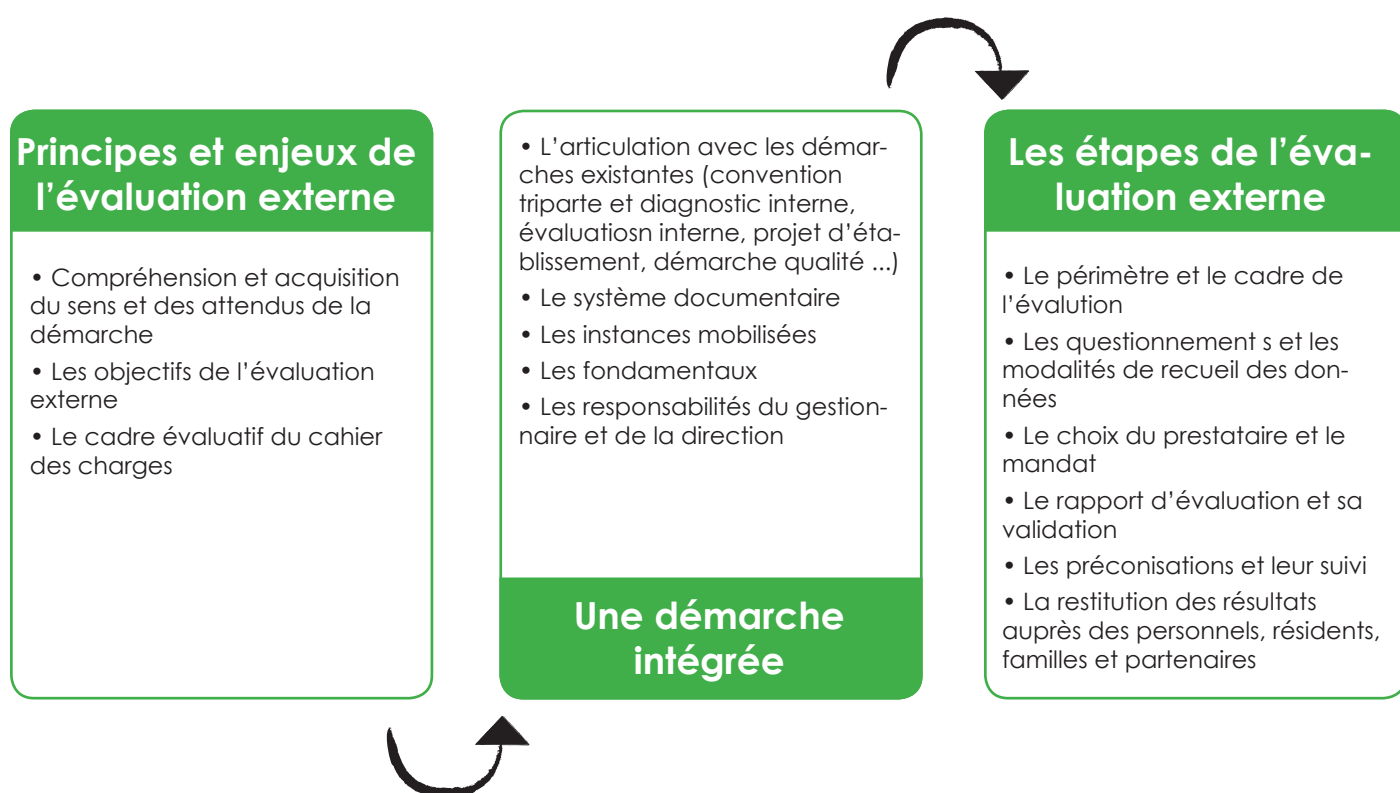 Principes et enjeux de
l'évaluation externe
• Compréhension et acquisition
du sens et des attendus de la
démarche
• Les objectifs de l'évaluation
externe
• Le cadre évaluatif du cahier
des charges
• L'articulation avec les démar-
ches existantes (convention
triparte et diagnostic interne,
évaluatiosn interne, projet d'éta-
blissement, démarche qualité ...)
• Le système documentaire
• Les instances mobilisées
• Les fondamentaux
• Les responsabilités du gestion-
naire et de la direction
Une démarche
intégrée
Les étapes de l'éva-
luation externe
• Le périmètre et le cadre de
l'évalution
• Les questionnement s et les
modalités de recueil des don-
nées
• Le choix du prestataire et le
mandat
• Le rapport d'évaluation et sa
validation
• Les préconisations et leur suivi
• La restitution des résultats
auprès des personnels, résidents,
familles et partenaires